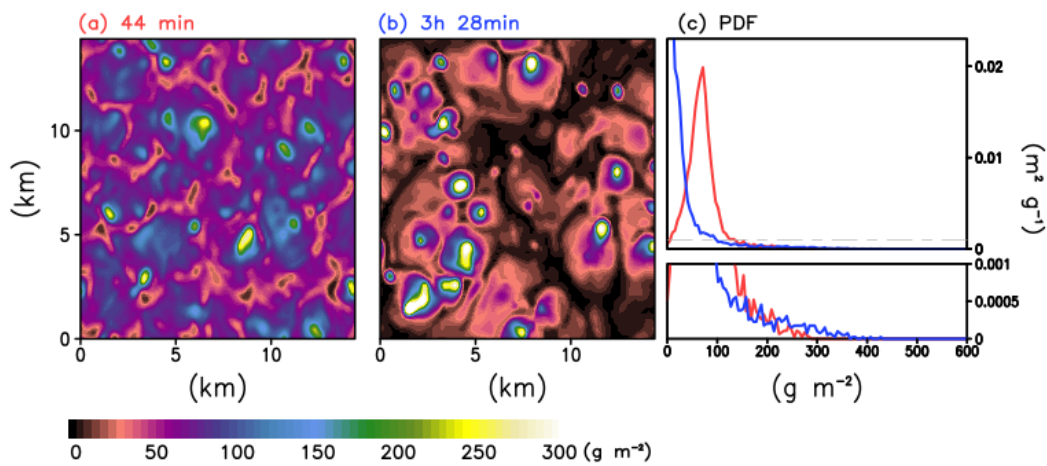 (a) 44 min
(b) 3h 28min
(c) PDF
10
5
0
(km)
0 5 10
(km)
0 5 10
(km)
0.02
0.01
0
(m² g⁻¹)
0.001
0.0005
0
0 100 200 300 400 500 600
(g m⁻²)
0 50 100 150 200 250 300 (g m⁻²)